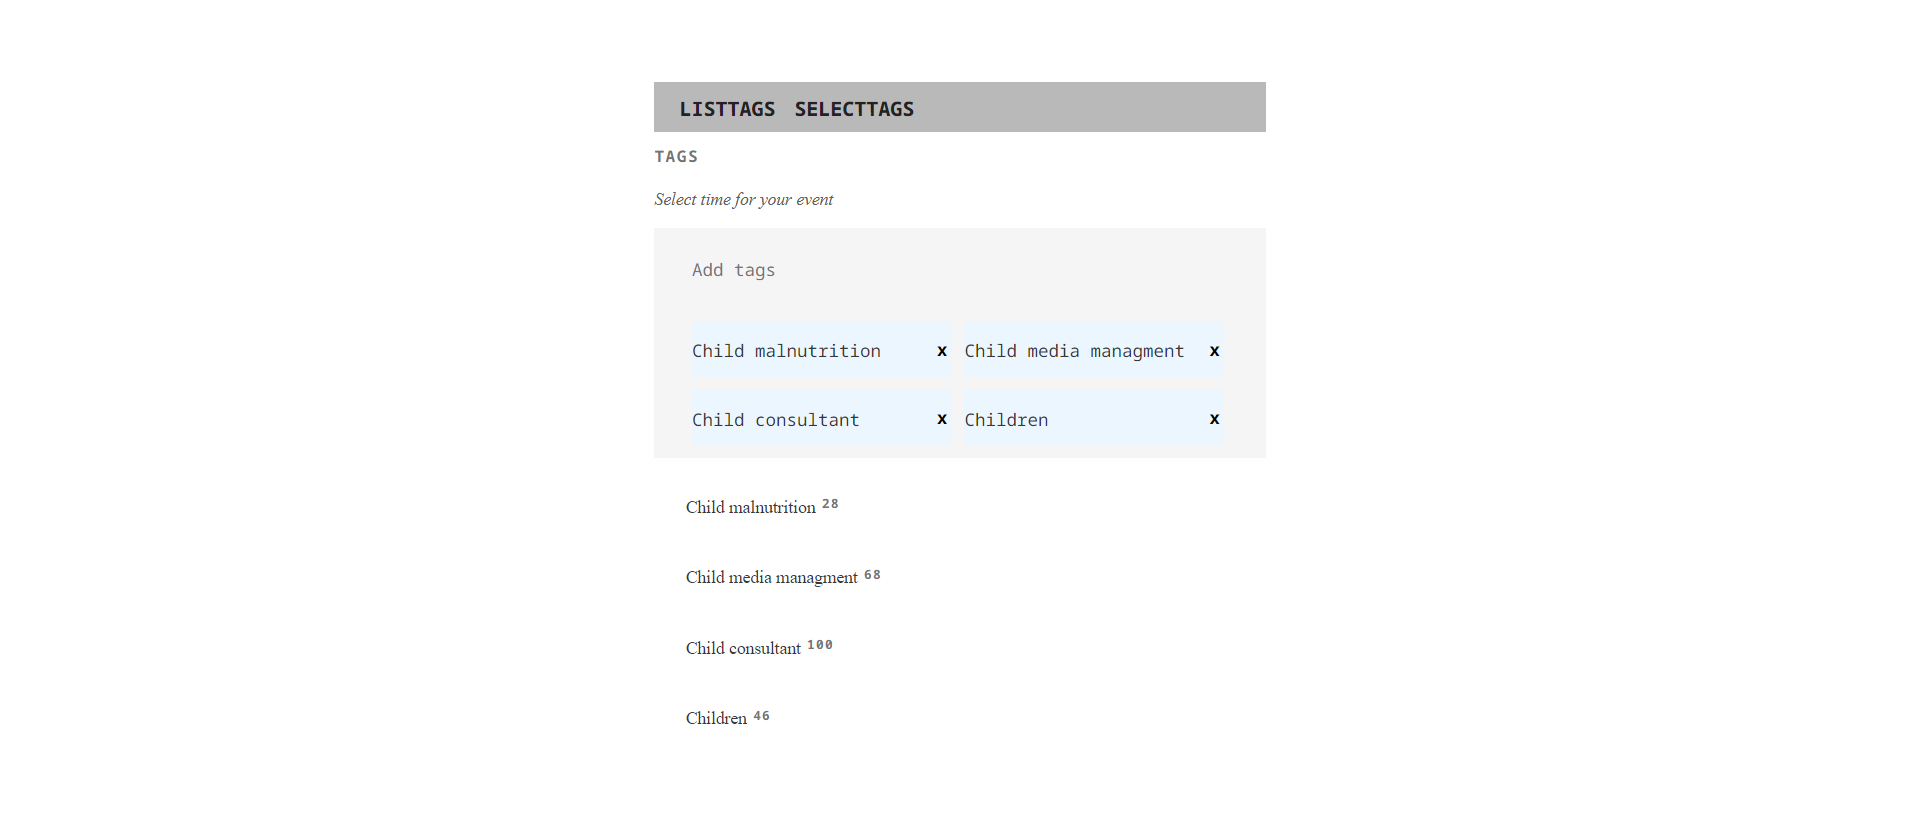 LISTTAGS SELECTTAGS
TAGS
Select time for your event
Add tags
Child malnutrition x Child media managment x
Child consultant x Children x
Child malnutrition 28
Child media managment 68
Child consultant 100
Children 46